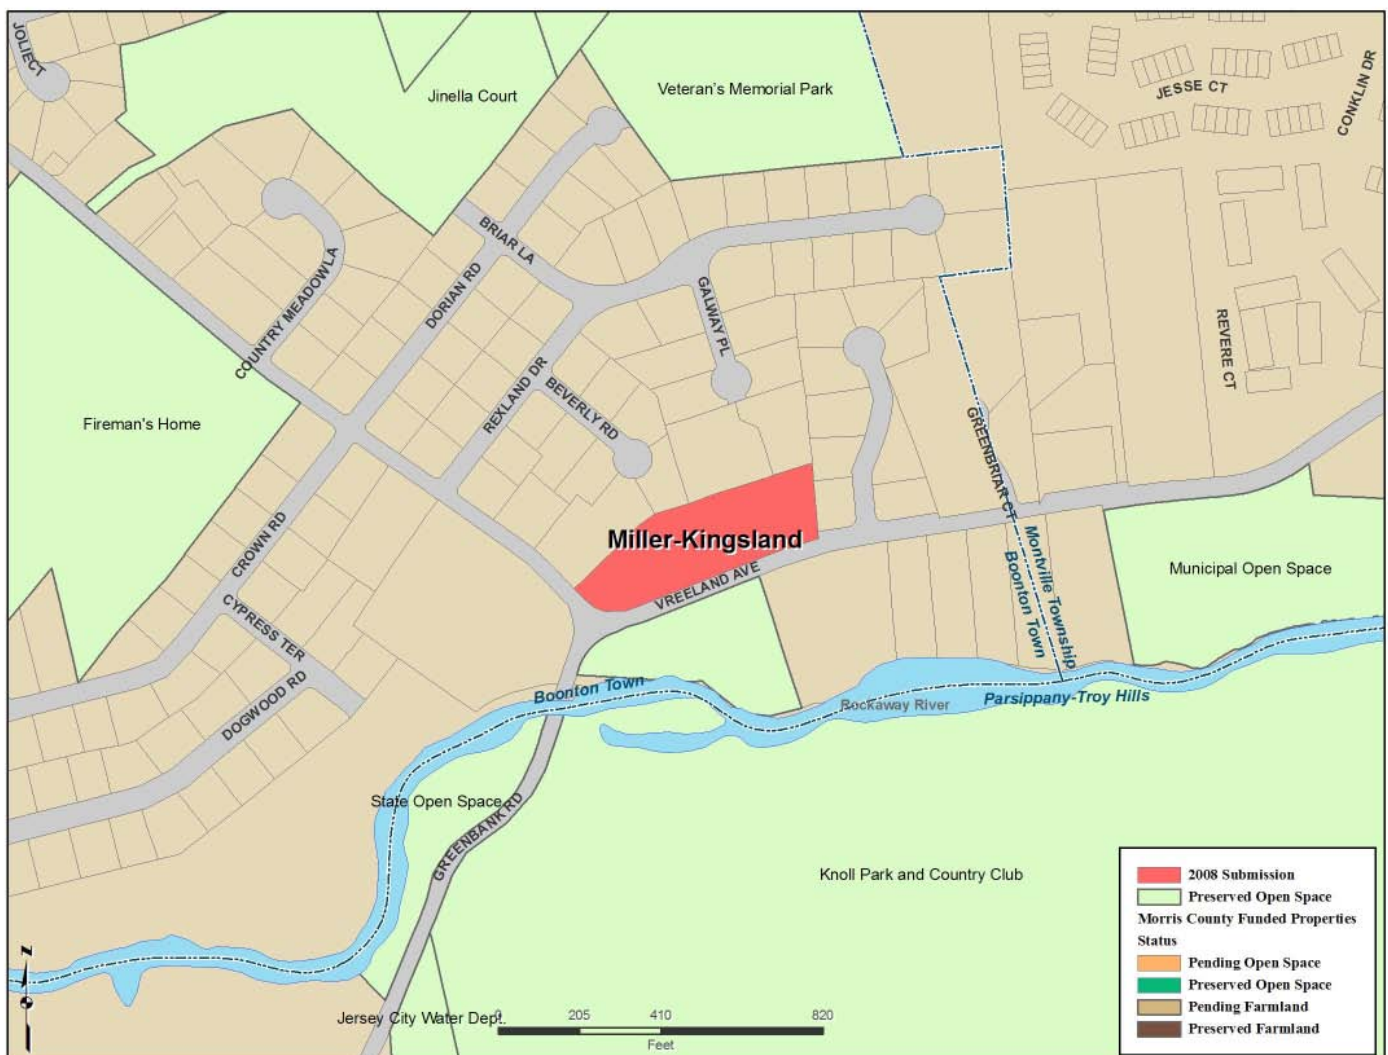 JOLIECT
Jinella Court
Veteran's Memorial Park
JESSE CT
CONKLIN DR
BRIAR LA
COUNTRY MEADOW LA
DORIAN RD
GALWAY PL
REVERE CT
REXLAND DR
BEVERLY RD
Fireman's Home
GREENBRIAR CT
CROWN RD
Miller-Kingsland
VREELAND AVE
Montville Township
Boonton Town
Municipal Open Space
CYPRESS TER
DOGWOOD RD
Boonton Town
Rockaway River
Parsippany-Troy Hills
State Open Space
GREENBANK RD
Knoll Park and Country Club
2008 Submission
Preserved Open Space
Morris County Funded Properties
Status
Pending Open Space
Preserved Open Space
Pending Farmland
Preserved Farmland
N
Jersey City Water Dept.
0 205 410 820
Feet